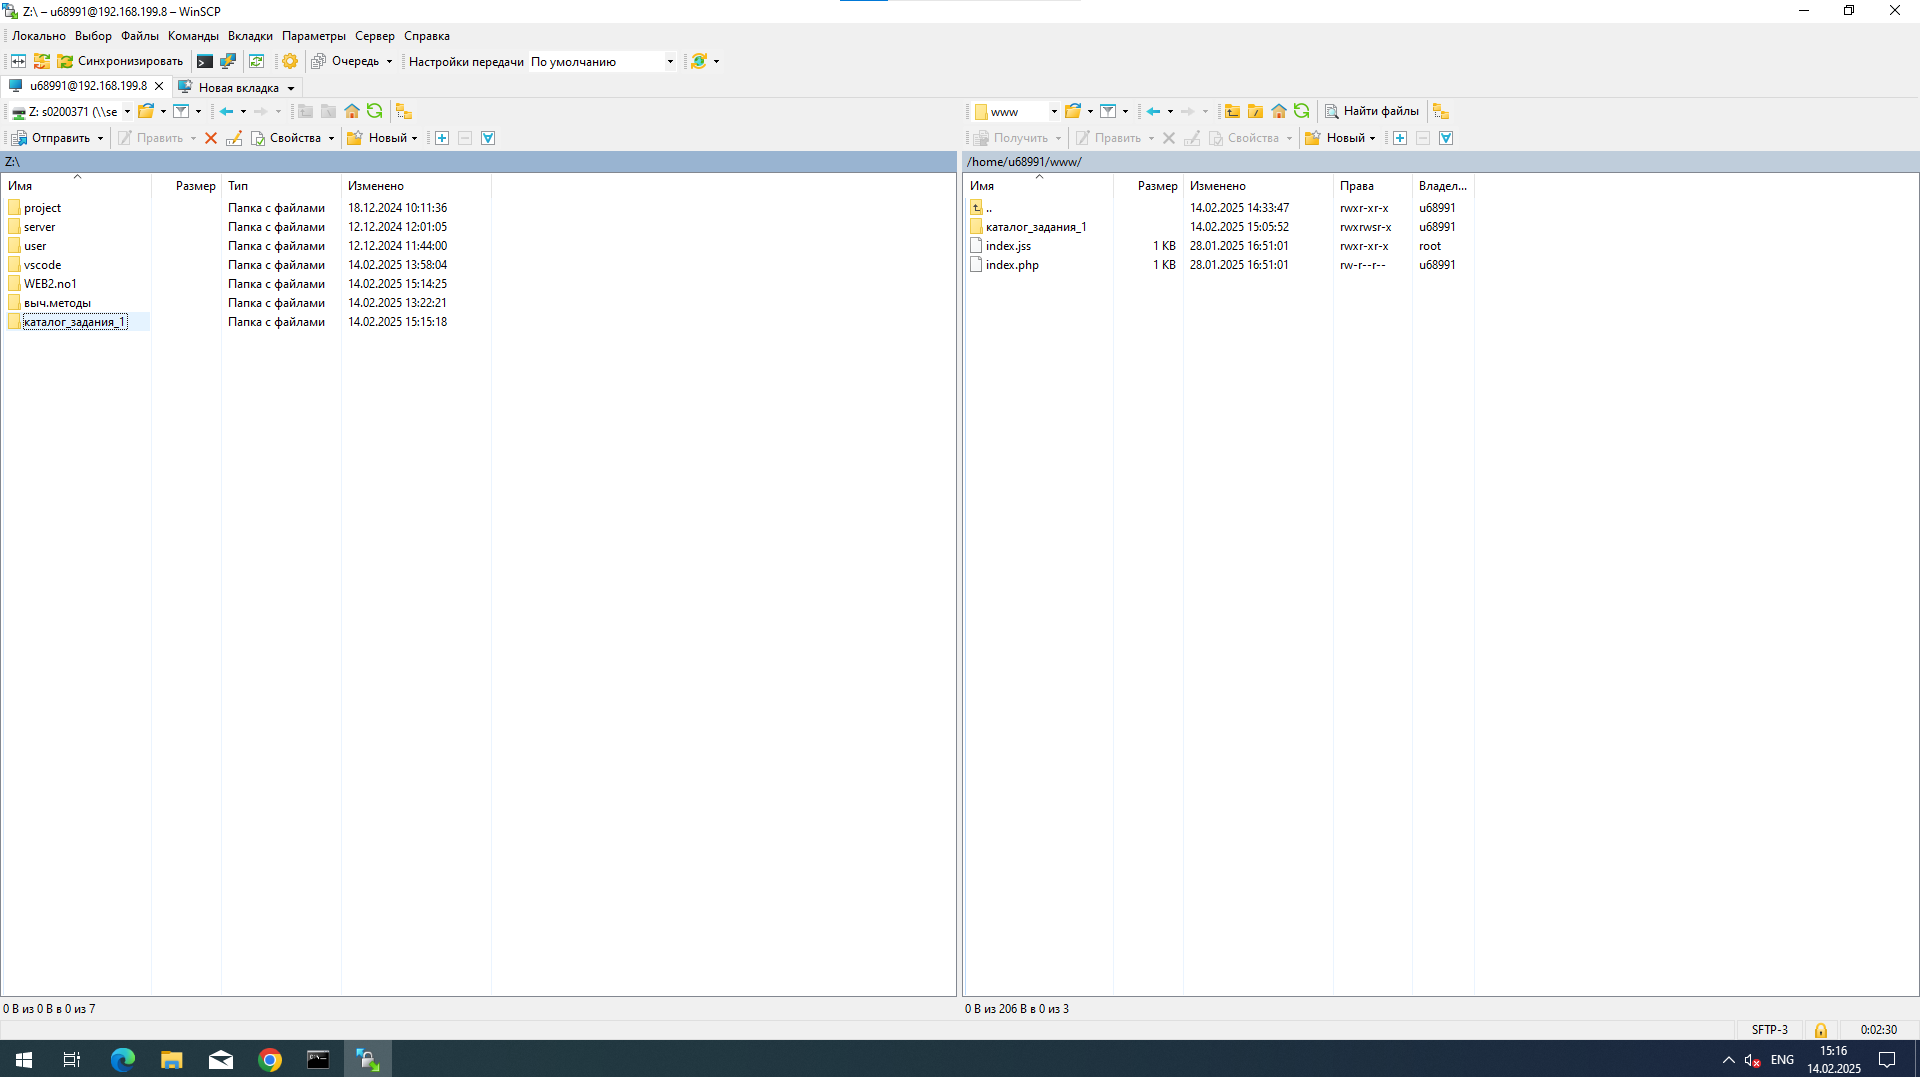 Z:\ – u68991@192.168.199.8 – WinSCP
Локально Выбор Файлы Команды Вкладки Параметры Сервер Справка
Синхронизировать Очередь Настройки передачи По умолчанию
u68991@192.168.199.8 Новая вкладка
Z: s0200371 (\\se
Отправить Править Свойства Новый
Z:\
Имя Размер Тип Изменено
project Папка с файлами 18.12.2024 10:11:36
server Папка с файлами 12.12.2024 12:01:05
user Папка с файлами 12.12.2024 11:44:00
vscode Папка с файлами 14.02.2025 13:58:04
WEB2.no1 Папка с файлами 14.02.2025 15:14:25
выч.методы Папка с файлами 14.02.2025 13:22:21
каталог_задания_1 Папка с файлами 14.02.2025 15:15:18
0 B из 0 B в 0 из 7
www Найти файлы
Получить Править Свойства Новый
/home/u68991/www/
Имя Размер Изменено Права Владел...
.. 14.02.2025 14:33:47 rwxr-xr-x u68991
каталог_задания_1 14.02.2025 15:05:52 rwxrwsr-x u68991
index.jss 1 KB 28.01.2025 16:51:01 rwxr-xr-x root
index.php 1 KB 28.01.2025 16:51:01 rw-r--r-- u68991
0 B из 206 B в 0 из 3
SFTP-3 0:02:30
ENG 15:16
14.02.2025